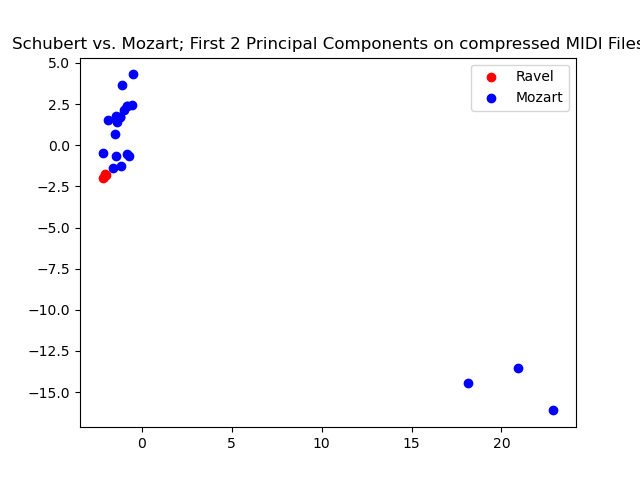 Schubert vs. Mozart; First 2 Principal Components on compressed MIDI Files
Ravel
Mozart
5.0
2.5
0.0
−2.5
−5.0
−7.5
−10.0
−12.5
−15.0
0 5 10 15 20